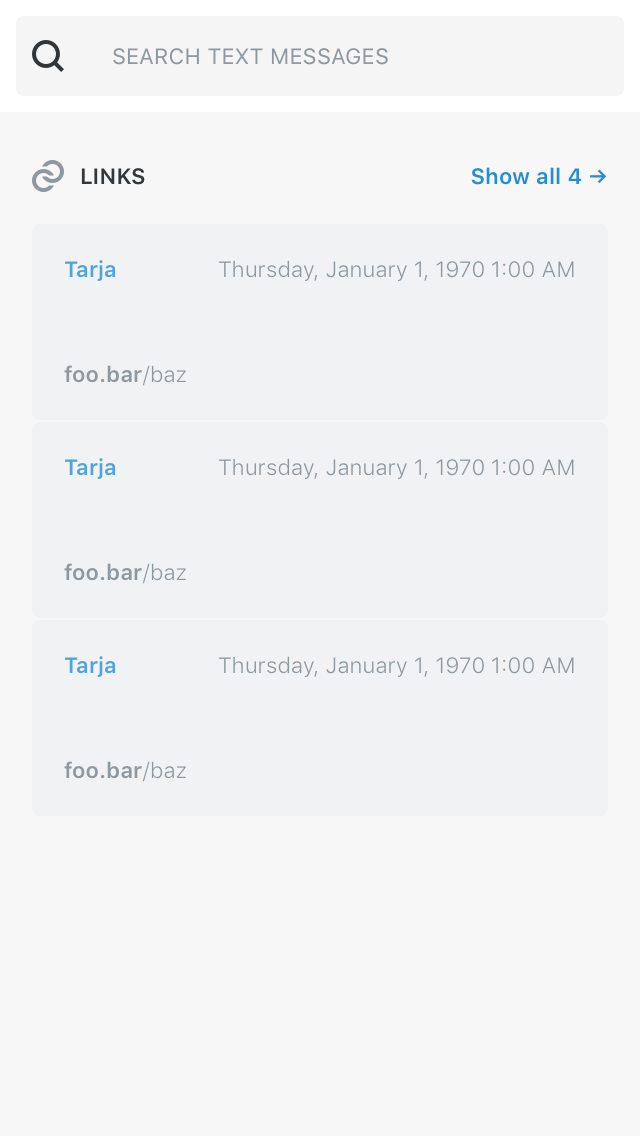 SEARCH TEXT MESSAGES
LINKS Show all 4 →
Tarja Thursday, January 1, 1970 1:00 AM
foo.bar/baz
Tarja Thursday, January 1, 1970 1:00 AM
foo.bar/baz
Tarja Thursday, January 1, 1970 1:00 AM
foo.bar/baz